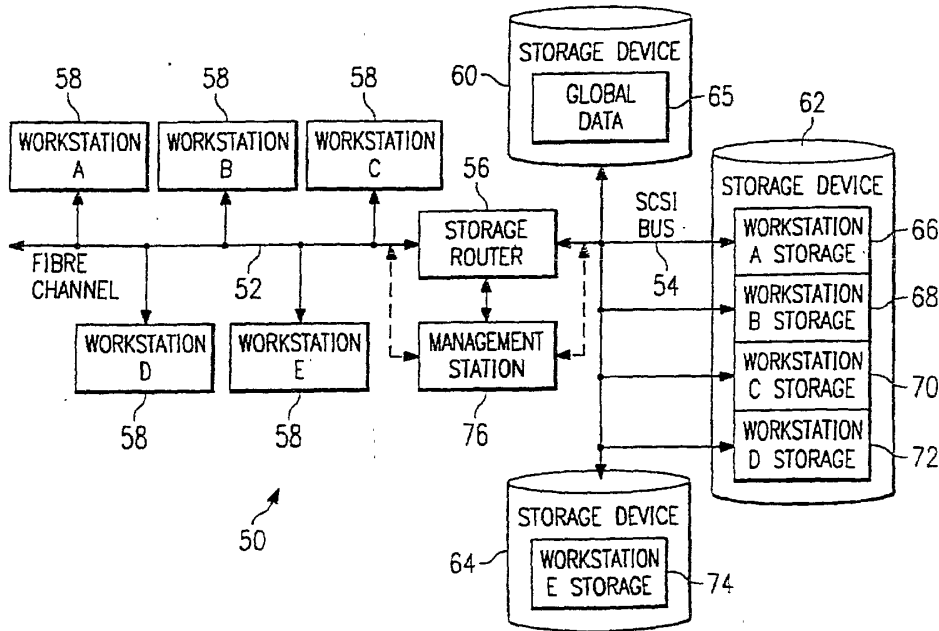 STORAGE DEVICE
60
GLOBAL
DATA
65
58
58
58
WORKSTATION
A
WORKSTATION
B
WORKSTATION
C
56
STORAGE
ROUTER
SCSI
BUS
54
62
STORAGE DEVICE
WORKSTATION
A STORAGE
66
WORKSTATION
B STORAGE
68
WORKSTATION
C STORAGE
70
WORKSTATION
D STORAGE
72
FIBRE
CHANNEL
52
WORKSTATION
D
58
WORKSTATION
E
58
MANAGEMENT
STATION
76
50
STORAGE DEVICE
64
WORKSTATION
E STORAGE
74